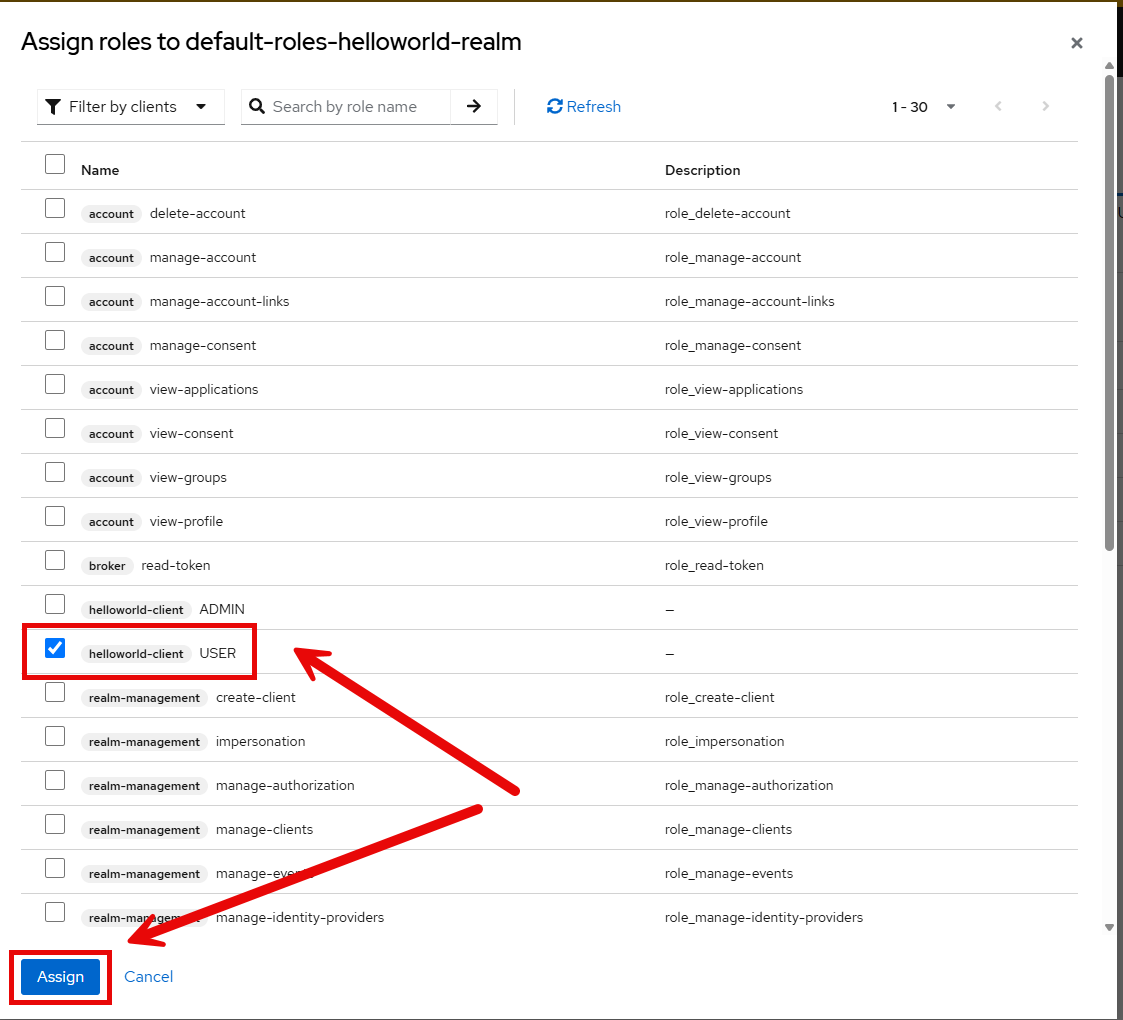 Assign roles to default-roles-helloworld-realm
Filter by clients
Search by role name
Refresh
1 - 30
Name Description
account delete-account role_delete-account
account manage-account role_manage-account
account manage-account-links role_manage-account-links
account manage-consent role_manage-consent
account view-applications role_view-applications
account view-consent role_view-consent
account view-groups role_view-groups
account view-profile role_view-profile
broker read-token role_read-token
helloworld-client ADMIN –
helloworld-client USER –
realm-management create-client role_create-client
realm-management impersonation role_impersonation
realm-management manage-authorization role_manage-authorization
realm-management manage-clients role_manage-clients
realm-management manage-events role_manage-events
realm-management manage-identity-providers role_manage-identity-providers
Assign Cancel